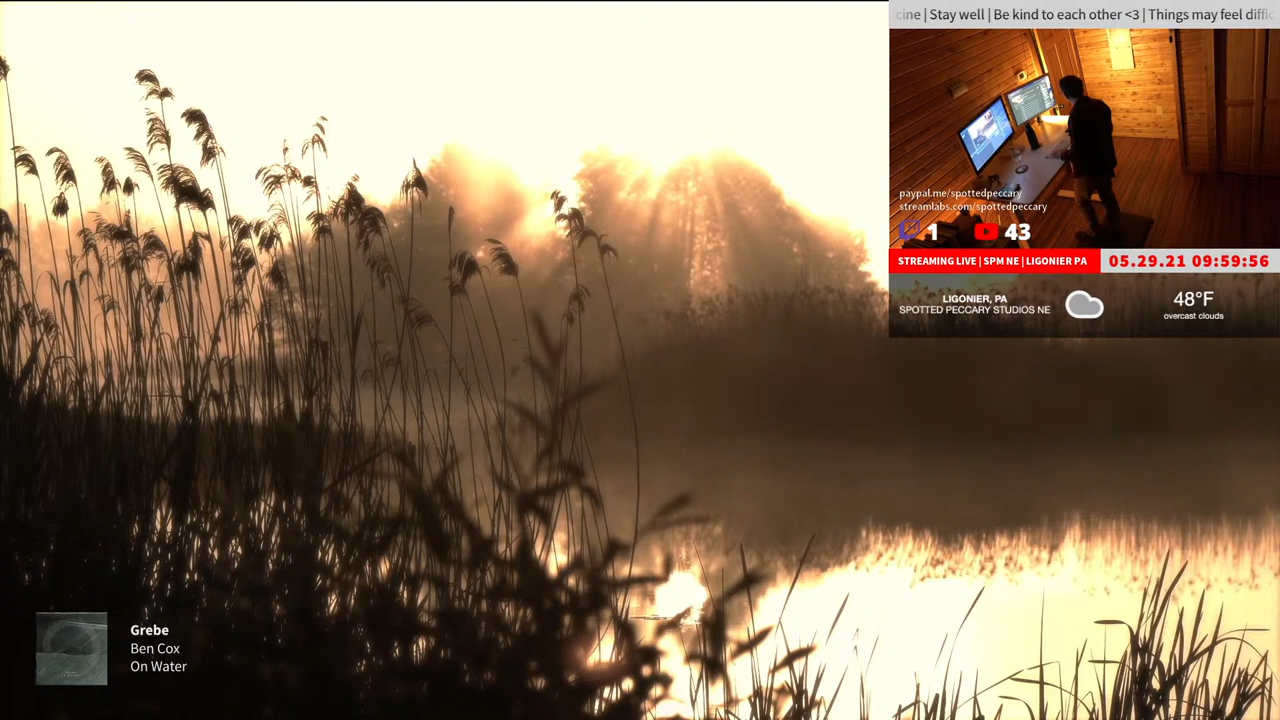 cine | Stay well | Be kind to each other <3 | Things may feel diffic
paypal.me/spottedpeccary
streamlabs.com/spottedpeccary
1 43
STREAMING LIVE | SPM NE | LIGONIER PA 05.29.21 09:59:56
LIGONIER, PA
SPOTTED PECCARY STUDIOS NE
48°F
overcast clouds
Grebe
Ben Cox
On Water